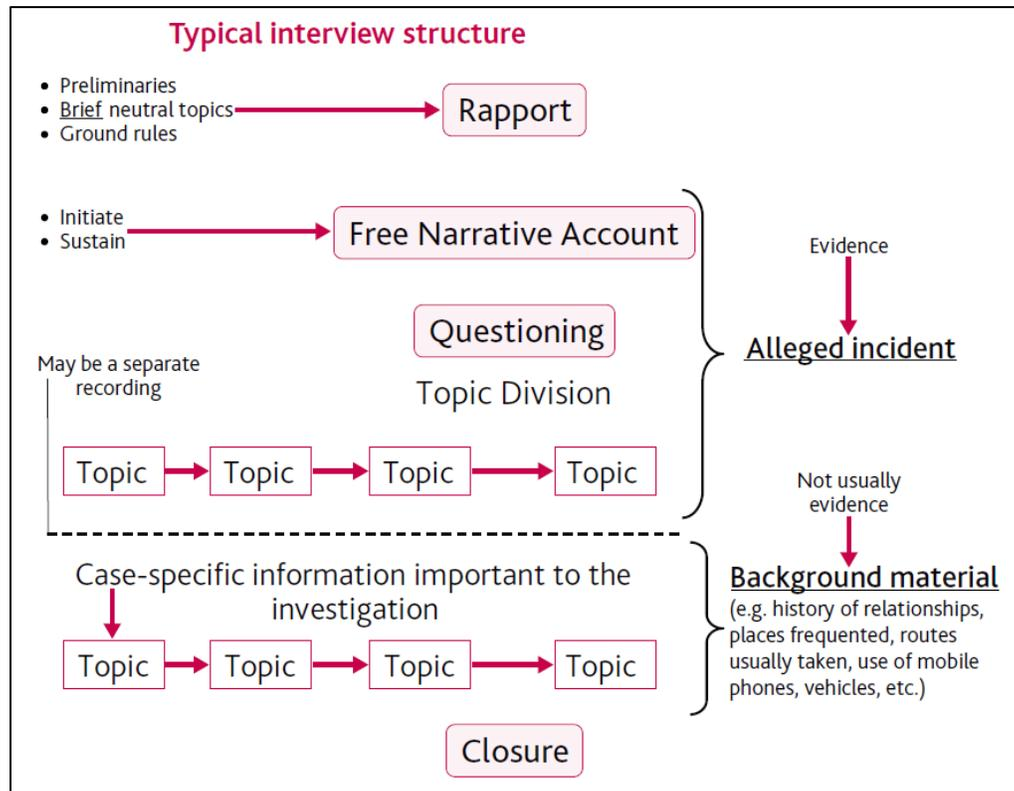 Typical interview structure
• Preliminaries
• Brief neutral topics
• Ground rules
Rapport
• Initiate
• Sustain
Free Narrative Account
Evidence
Alleged incident
Questioning
May be a separate
recording
Topic Division
Topic
Topic
Topic
Topic
Not usually
evidence
Case-specific information important to the
investigation
Topic
Topic
Topic
Topic
Background material
(e.g. history of relationships,
places frequented, routes
usually taken, use of mobile
phones, vehicles, etc.)
Closure